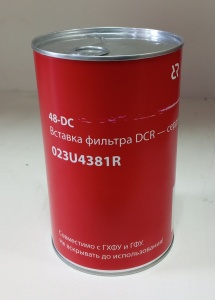 48-DC
Вставка фильтра DCR —
023U4381R
Совместимо с ГХФУ и ГФУ
Не вскрывать до использования